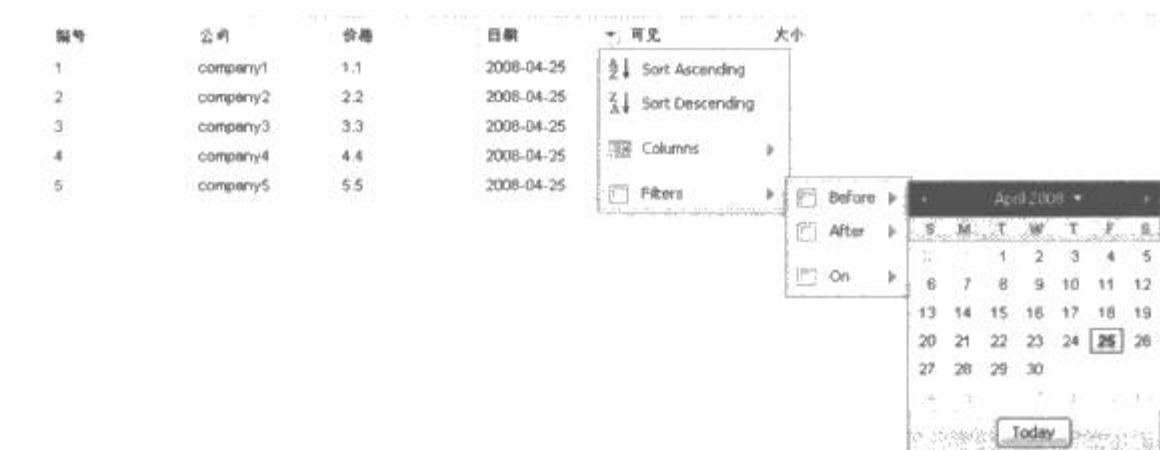 编号 公司 价格 日期 可见 大小
1 company1 1.1 2008-04-25
2 company2 2.2 2008-04-25
3 company3 3.3 2008-04-25
4 company4 4.4 2008-04-25
5 company5 5.5 2008-04-25
Sort Ascending
Sort Descending
Columns
Filters
Before
After
On
April 2008
S M T W T F S
1 2 3 4 5
6 7 8 9 10 11 12
13 14 15 16 17 18 19
20 21 22 23 24 25 26
27 28 29 30
Today